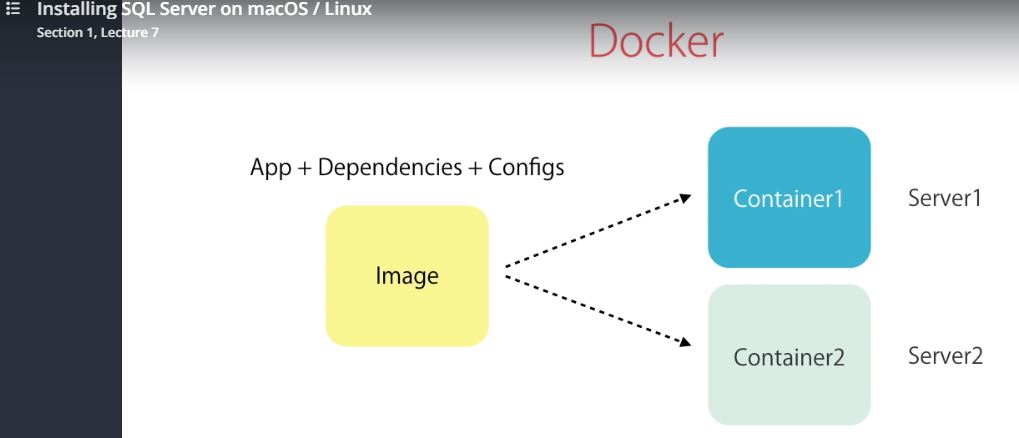 Installing SQL Server on macOS / Linux
Section 1, Lecture 7
Docker
App + Dependencies + Configs
Image
Container1
Server1
Container2
Server2